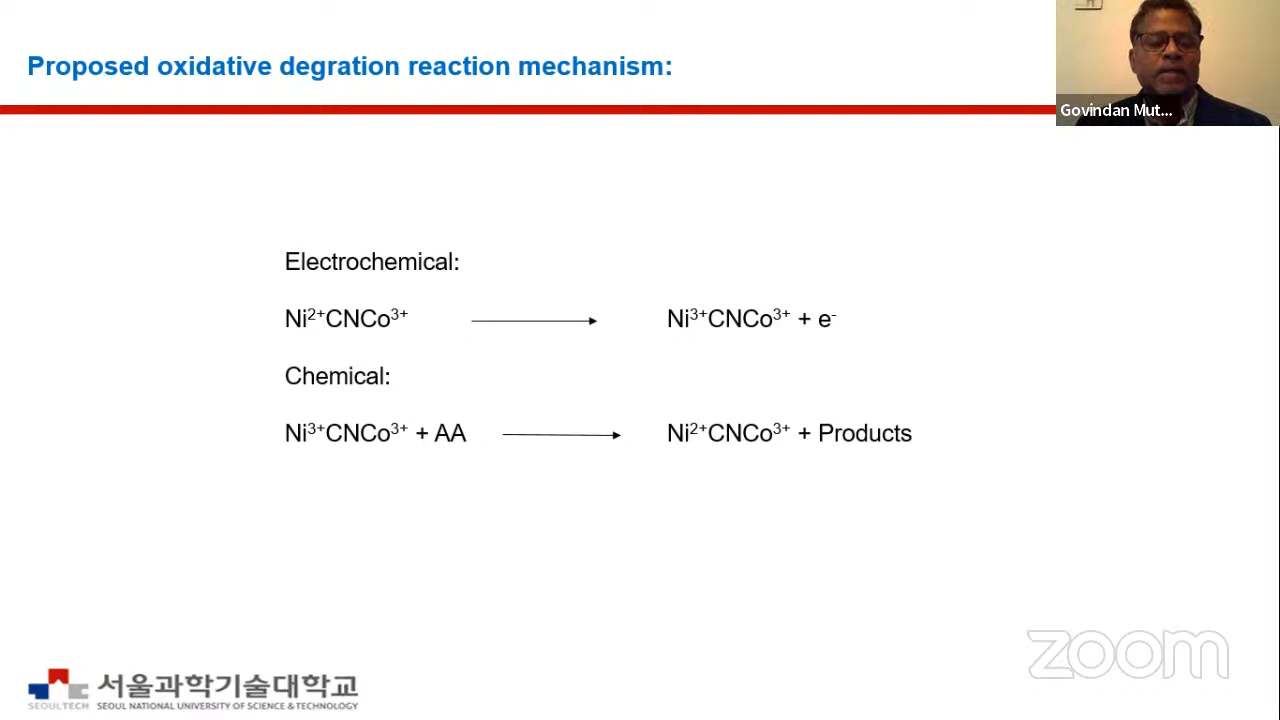 Proposed oxidative degration reaction mechanism:
Govindan Mut...
Electrochemical:
Ni²⁺CNCo³⁺ → Ni³⁺CNCo³⁺ + e⁻
Chemical:
Ni³⁺CNCo³⁺ + AA → Ni²⁺CNCo³⁺ + Products
zoom
SEOULTECH
서울과학기술대학교
SEOUL NATIONAL UNIVERSITY OF SCIENCE & TECHNOLOGY